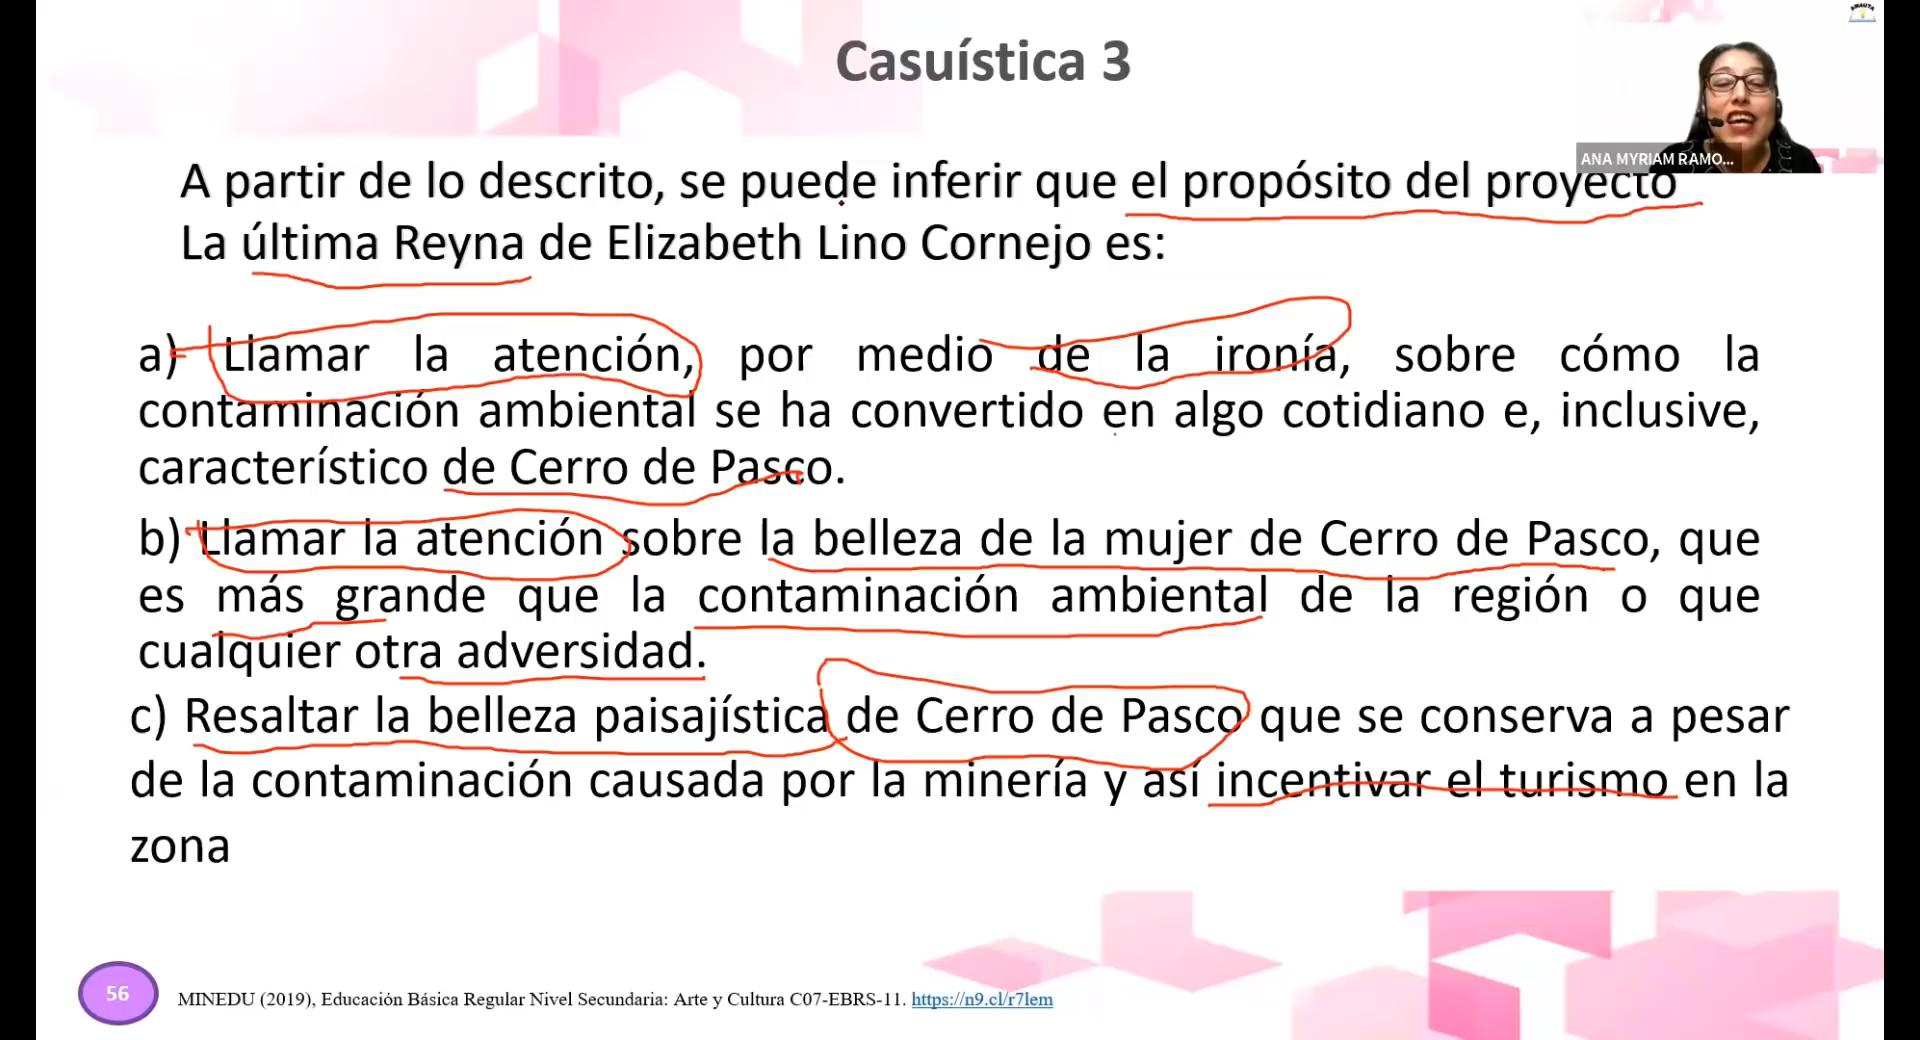 Casuística 3
AMAUTA
ANA MYRIAM RAMO...
A partir de lo descrito, se puede inferir que el propósito del proyecto
La última Reyna de Elizabeth Lino Cornejo es:
a) Llamar la atención, por medio de la ironía, sobre cómo la
contaminación ambiental se ha convertido en algo cotidiano e, inclusive,
característico de Cerro de Pasco.
b) Llamar la atención sobre la belleza de la mujer de Cerro de Pasco, que
es más grande que la contaminación ambiental de la región o que
cualquier otra adversidad.
c) Resaltar la belleza paisajística de Cerro de Pasco que se conserva a pesar
de la contaminación causada por la minería y así incentivar el turismo en la
zona
56
MINEDU (2019), Educación Básica Regular Nivel Secundaria: Arte y Cultura C07-EBRS-11. https://n9.cl/r7lem